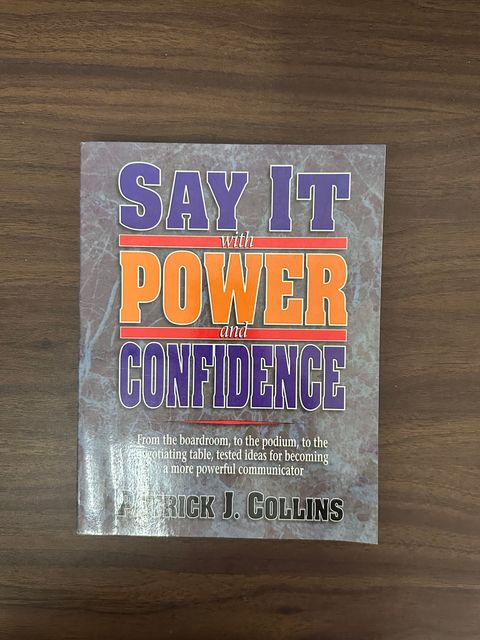 SAY IT
with
POWER
and
CONFIDENCE
From the boardroom, to the podium, to the
negotiating table, tested ideas for becoming
a more powerful communicator
PATRICK J. COLLINS